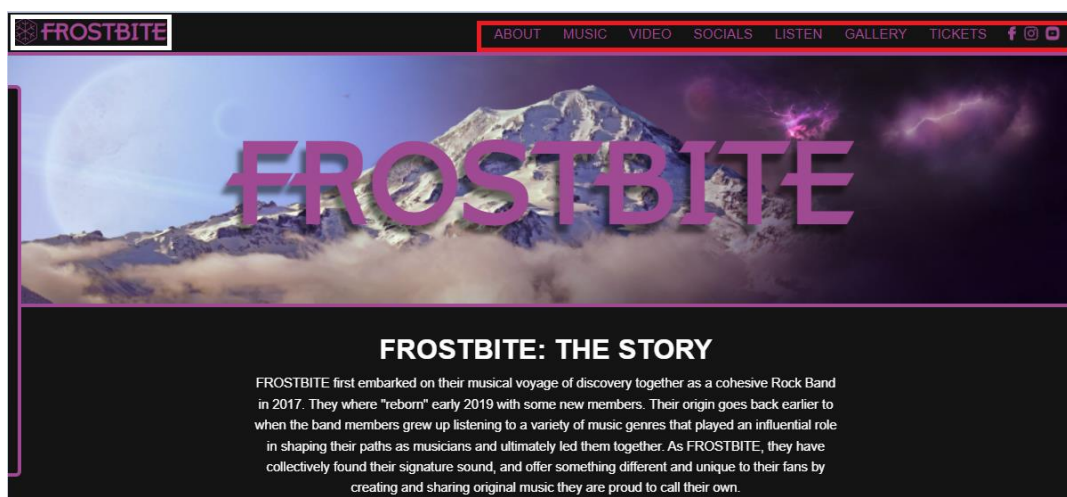 FROSTBITE
ABOUT MUSIC VIDEO SOCIALS LISTEN GALLERY TICKETS
FROSTBITE
FROSTBITE: THE STORY
FROSTBITE first embarked on their musical voyage of discovery together as a cohesive Rock Band
in 2017. They where "reborn" early 2019 with some new members. Their origin goes back earlier to
when the band members grew up listening to a variety of music genres that played an influential role
in shaping their paths as musicians and ultimately led them together. As FROSTBITE, they have
collectively found their signature sound, and offer something different and unique to their fans by
creating and sharing original music they are proud to call their own.